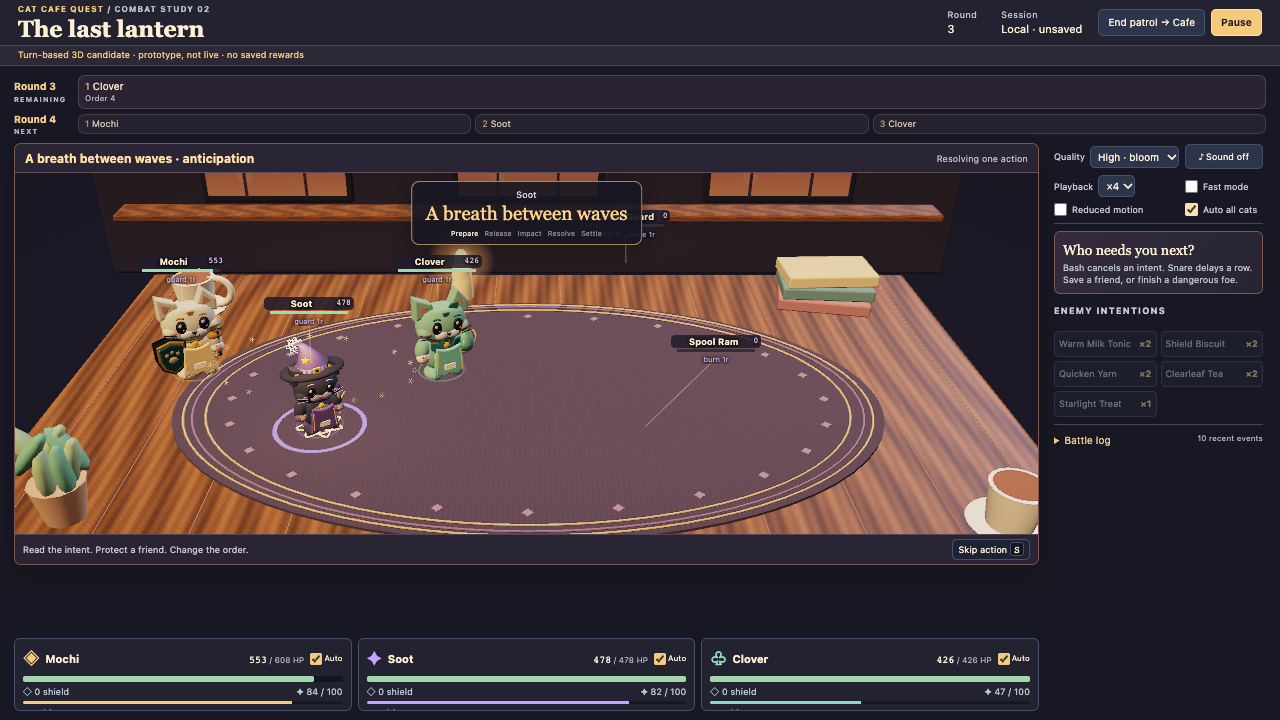 CAT CAFE QUEST / COMBAT STUDY 02
The last lantern
Round
3
Session
Local · unsaved
End patrol → Cafe
Pause
Turn-based 3D candidate · prototype, not live · no saved rewards
Round 3
REMAINING
1 Clover
Order 4
Round 4
NEXT
1 Mochi
2 Soot
3 Clover
A breath between waves · anticipation
Resolving one action
Soot
A breath between waves
Prepare Release Impact Resolve Settle
0
1r
Mochi 553
guard 1r
Clover 426
guard 1r
Soot 478
guard 1r
Spool Ram 0
burn 1r
Read the intent. Protect a friend. Change the order.
Skip action S
Quality High · bloom
♪ Sound off
Playback ×4
Fast mode
Reduced motion
Auto all cats
Who needs you next?
Bash cancels an intent. Snare delays a row.
Save a friend, or finish a dangerous foe.
ENEMY INTENTIONS
Warm Milk Tonic ×2
Shield Biscuit ×2
Quicken Yarn ×2
Clearleaf Tea ×2
Starlight Treat ×1
Battle log
10 recent events
Mochi 553 / 608 HP Auto
0 shield 84 / 100
Soot 478 / 478 HP Auto
0 shield 82 / 100
Clover 426 / 426 HP Auto
0 shield 47 / 100